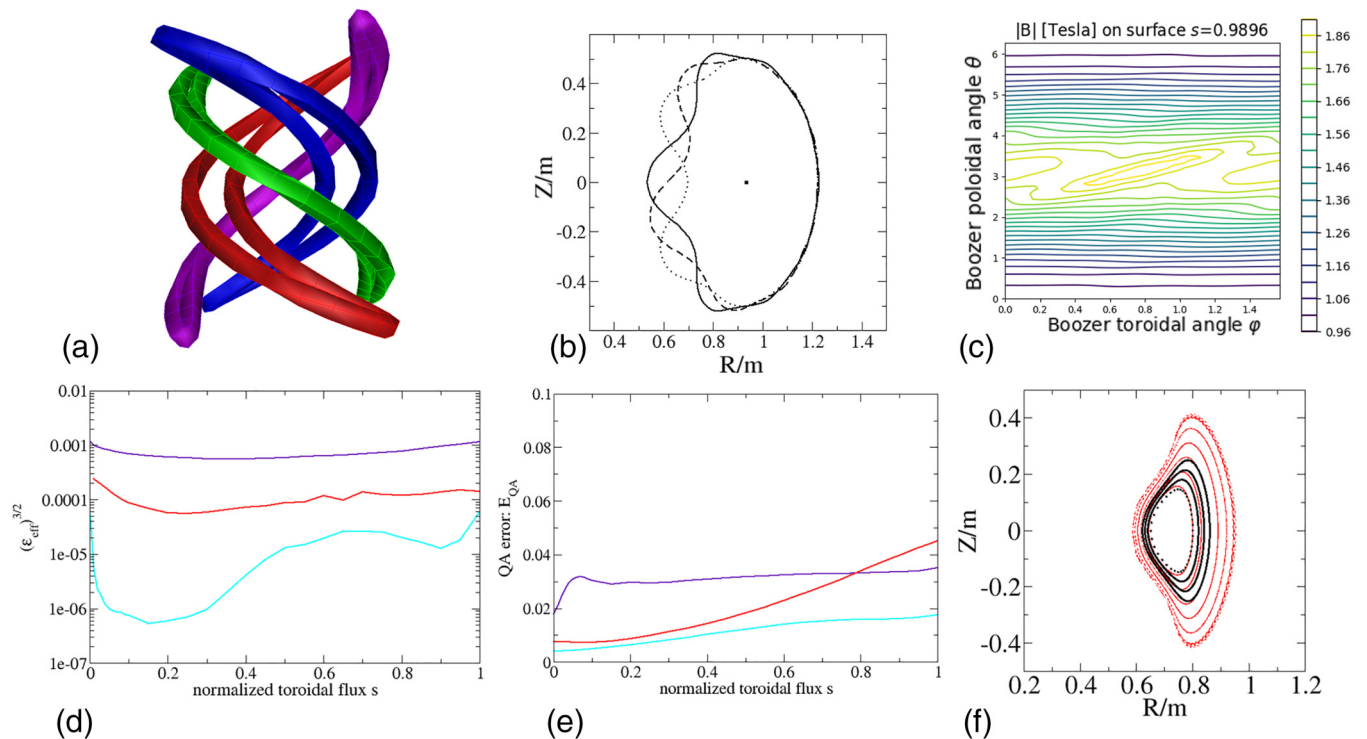 (a)
0.4
0.2
0
-0.2
-0.4
Z/m
0.4 0.6 0.8 1.0 1.2 1.4
R/m
(b)
|B| [Tesla] on surface s=0.9896
6
5
4
3
2
1
0
Boozer poloidal angle θ
0.0 0.2 0.4 0.6 0.8 1.0 1.2 1.4
Boozer toroidal angle φ
1.86
1.76
1.66
1.56
1.46
1.36
1.26
1.16
1.06
0.96
(c)
0.01
0.001
0.0001
1e-05
1e-06
1e-07
(ε_eff)^3/2
0 0.2 0.4 0.6 0.8 1
normalized toroidal flux s
(d)
0.1
0.08
0.06
0.04
0.02
0
QA error: E_QA
0 0.2 0.4 0.6 0.8 1
normalized toroidal flux s
(e)
0.4
0.2
0
-0.2
-0.4
Z/m
0.2 0.4 0.6 0.8 1 1.2
R/m
(f)